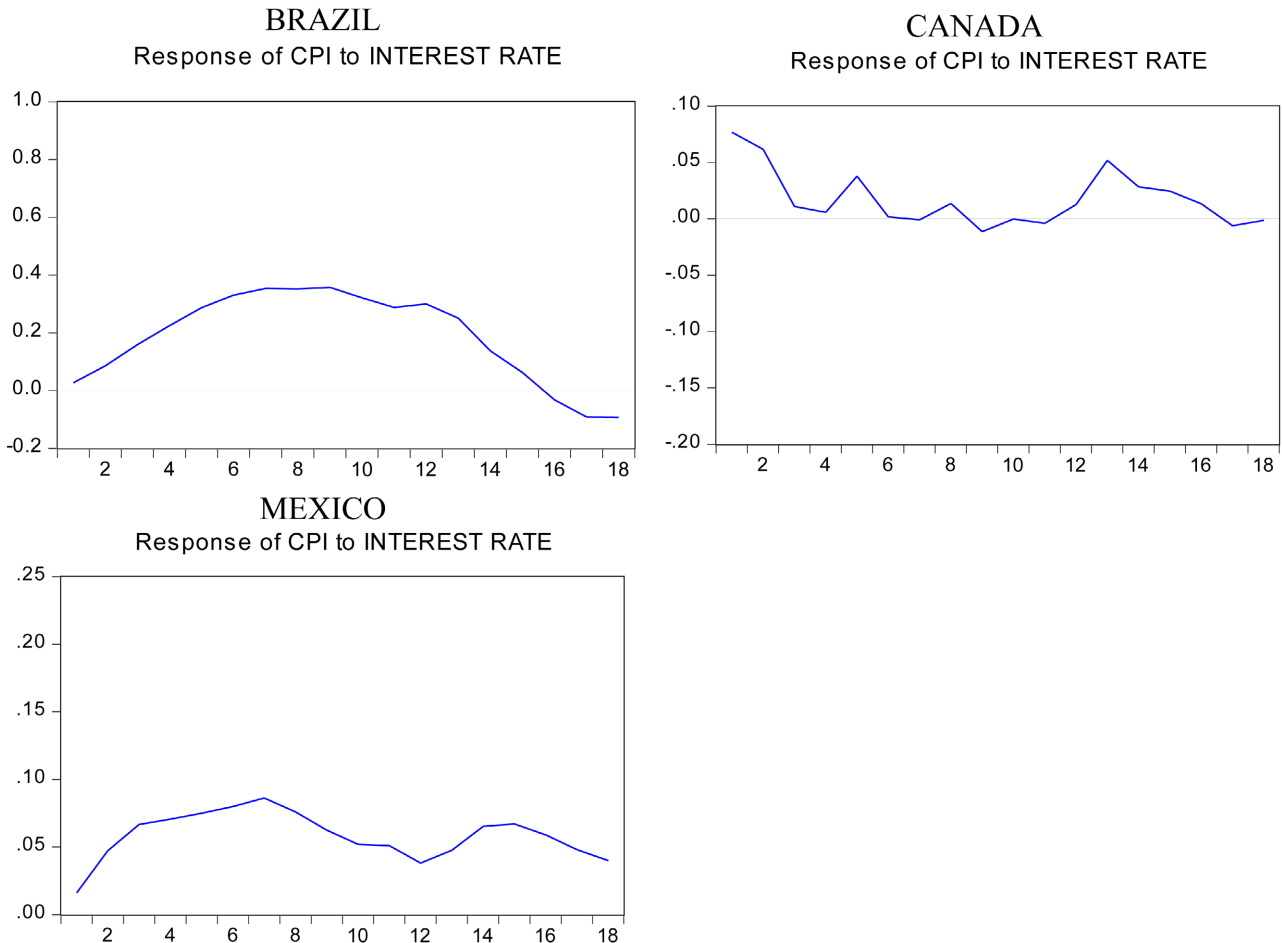 BRAZIL
Response of CPI to INTEREST RATE
1.0
0.8
0.6
0.4
0.2
0.0
-0.2
2 4 6 8 10 12 14 16 18
CANADA
Response of CPI to INTEREST RATE
.10
.05
.00
-.05
-.10
-.15
-.20
2 4 6 8 10 12 14 16 18
MEXICO
Response of CPI to INTEREST RATE
.25
.20
.15
.10
.05
.00
2 4 6 8 10 12 14 16 18